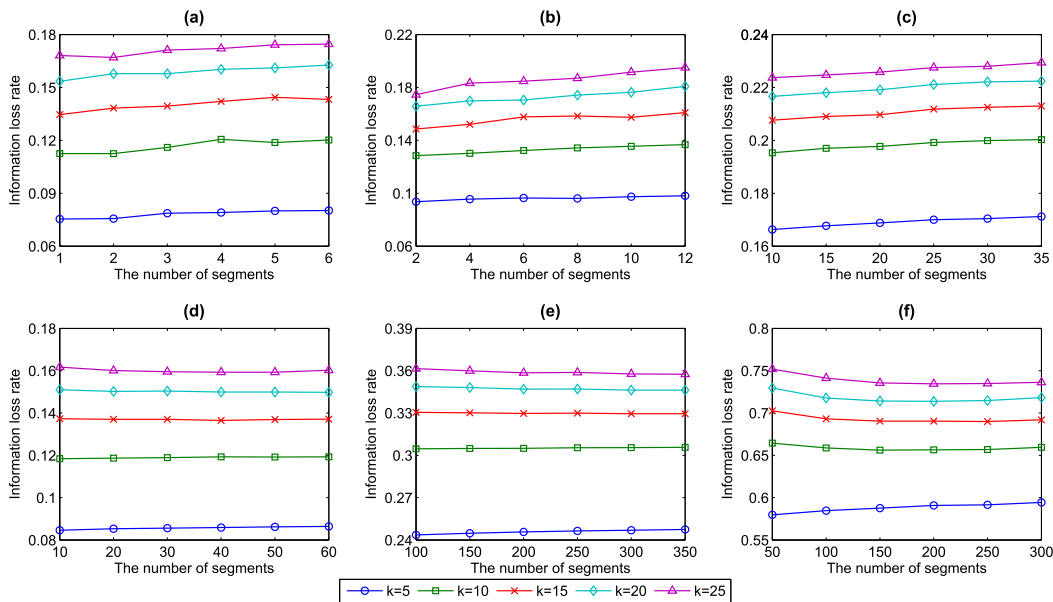 (a)
Information loss rate
0.18
0.15
0.12
0.09
0.06
1 2 3 4 5 6
The number of segments
(b)
Information loss rate
0.22
0.18
0.14
0.1
0.06
2 4 6 8 10 12
The number of segments
(c)
Information loss rate
0.24
0.22
0.2
0.18
0.16
10 15 20 25 30 35
The number of segments
(d)
Information loss rate
0.18
0.16
0.14
0.12
0.1
0.08
10 20 30 40 50 60
The number of segments
(e)
Information loss rate
0.39
0.36
0.33
0.3
0.27
0.24
100 150 200 250 300 350
The number of segments
(f)
Information loss rate
0.8
0.75
0.7
0.65
0.6
0.55
50 100 150 200 250 300
The number of segments
k=5 k=10 k=15 k=20 k=25